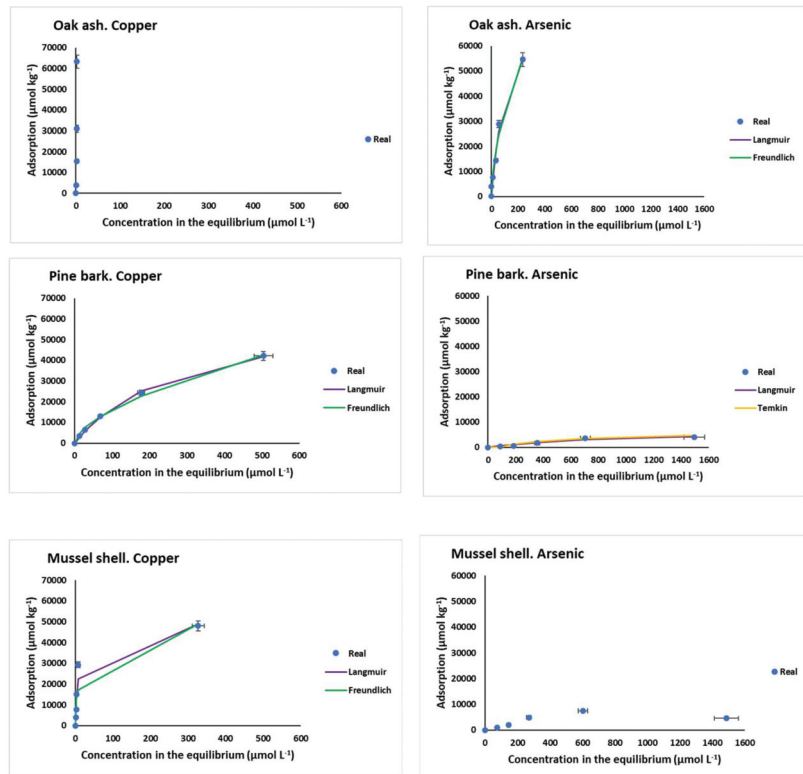 Oak ash. Copper
Adsorption (µmol kg⁻¹)
70000
60000
50000
40000
30000
20000
10000
0
0 100 200 300 400 500 600
Concentration in the equilibrium (µmol L⁻¹)
Real
Oak ash. Arsenic
Adsorption (µmol kg⁻¹)
60000
50000
40000
30000
20000
10000
0
0 200 400 600 800 1000 1200 1400 1600
Concentration in the equilibrium (µmol L⁻¹)
Real
Langmuir
Freundlich
Pine bark. Copper
Adsorption (µmol kg⁻¹)
70000
60000
50000
40000
30000
20000
10000
0
0 100 200 300 400 500 600
Concentration in the equilibrium (µmol L⁻¹)
Real
Langmuir
Freundlich
Pine bark. Arsenic
Adsorption (µmol kg⁻¹)
60000
50000
40000
30000
20000
10000
0
0 200 400 600 800 1000 1200 1400 1600
Concentration in the equilibrium (µmol L⁻¹)
Real
Langmuir
Temkin
Mussel shell. Copper
Adsorption (µmol kg⁻¹)
70000
60000
50000
40000
30000
20000
10000
0
0 100 200 300 400 500 600
Concentration in the equilibrium (µmol L⁻¹)
Real
Langmuir
Freundlich
Mussel shell. Arsenic
Adsorption (µmol kg⁻¹)
60000
50000
40000
30000
20000
10000
0
0 200 400 600 800 1000 1200 1400 1600
Concentration in the equilibrium (µmol L⁻¹)
Real